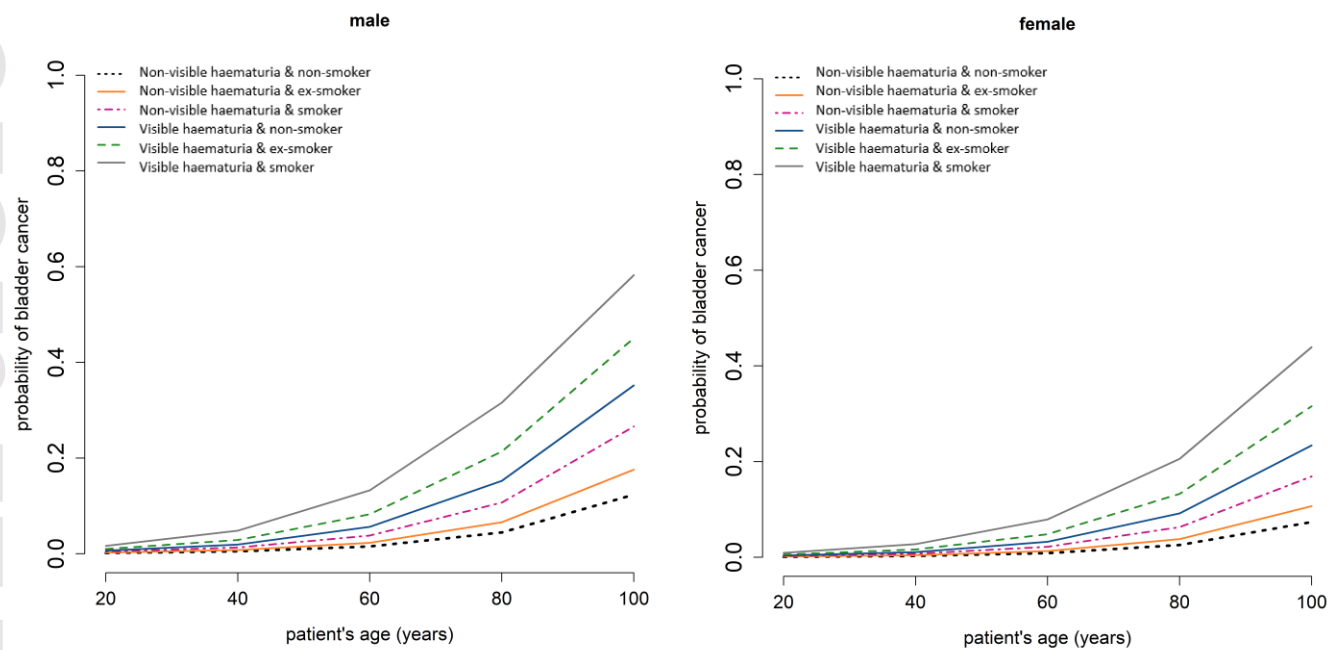 male
1.0
0.8
0.6
0.4
0.2
0.0
probability of bladder cancer
Non-visible haematuria & non-smoker
Non-visible haematuria & ex-smoker
Non-visible haematuria & smoker
Visible haematuria & non-smoker
Visible haematuria & ex-smoker
Visible haematuria & smoker
20 40 60 80 100
patient's age (years)
female
1.0
0.8
0.6
0.4
0.2
0.0
probability of bladder cancer
Non-visible haematuria & non-smoker
Non-visible haematuria & ex-smoker
Non-visible haematuria & smoker
Visible haematuria & non-smoker
Visible haematuria & ex-smoker
Visible haematuria & smoker
20 40 60 80 100
patient's age (years)